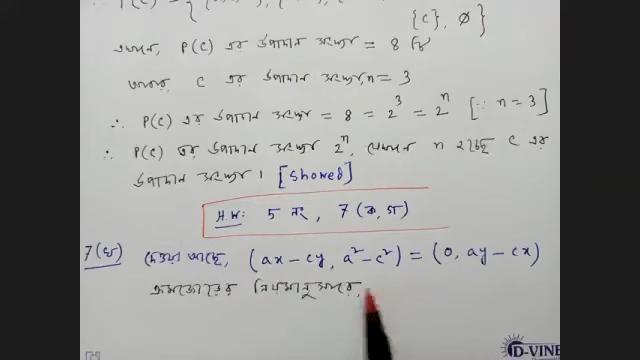 {C}, Ø
এখানে, P(C) এর উপাদান সংখ্যা = 8 টি
আবার, C এর উপাদান সংখ্যা, n = 3
∴ P(C) এর উপাদান সংখ্যা = 8 = 2³ = 2ⁿ [∵ n = 3]
∴ P(C) এর উপাদান সংখ্যা 2ⁿ, যেখানে n হচ্ছে C এর
উপাদান সংখ্যা। [Showed]
H.W: 5 নং, 7 (ক, গ)
7(ঘ) দেওয়া আছে, (ax – cy, a² – c²) = (0, ay – cx)
ক্রমজোড়ের নিয়মানুসারে,
D-VINE